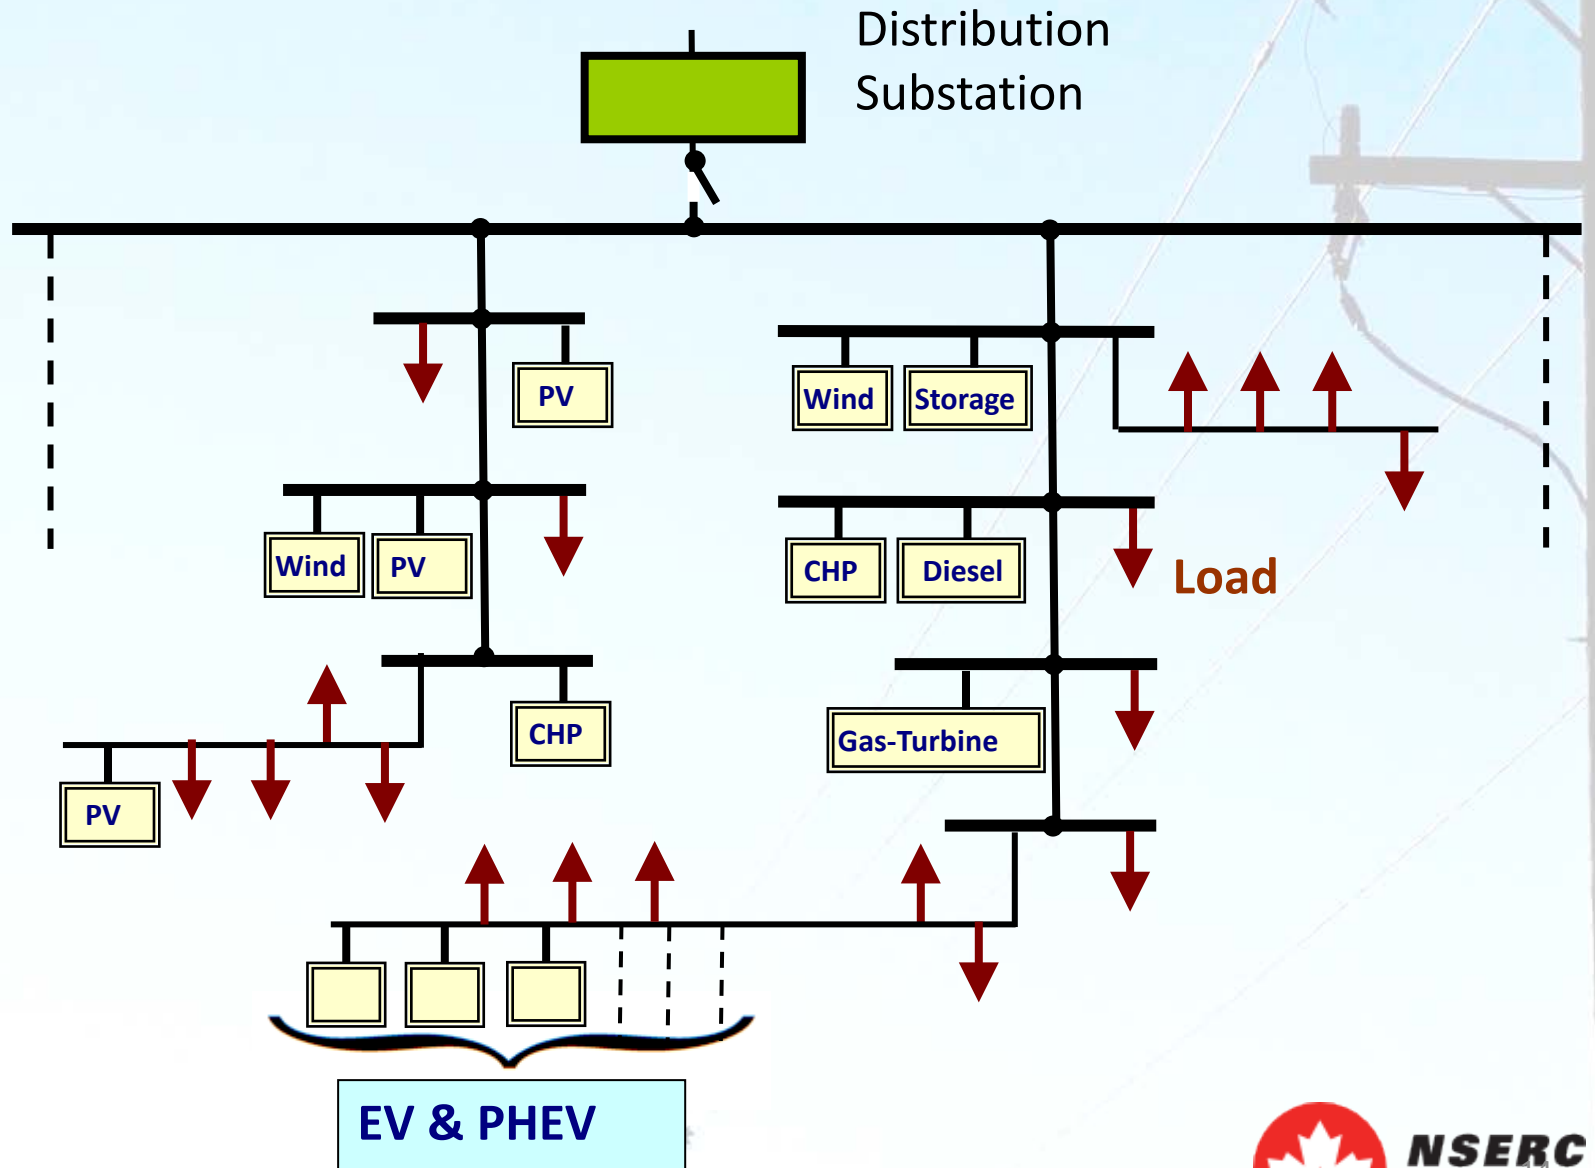 Distribution
Substation
PV
Wind
Storage
Wind
PV
CHP
Diesel
Load
CHP
Gas-Turbine
PV
EV & PHEV
NSERC